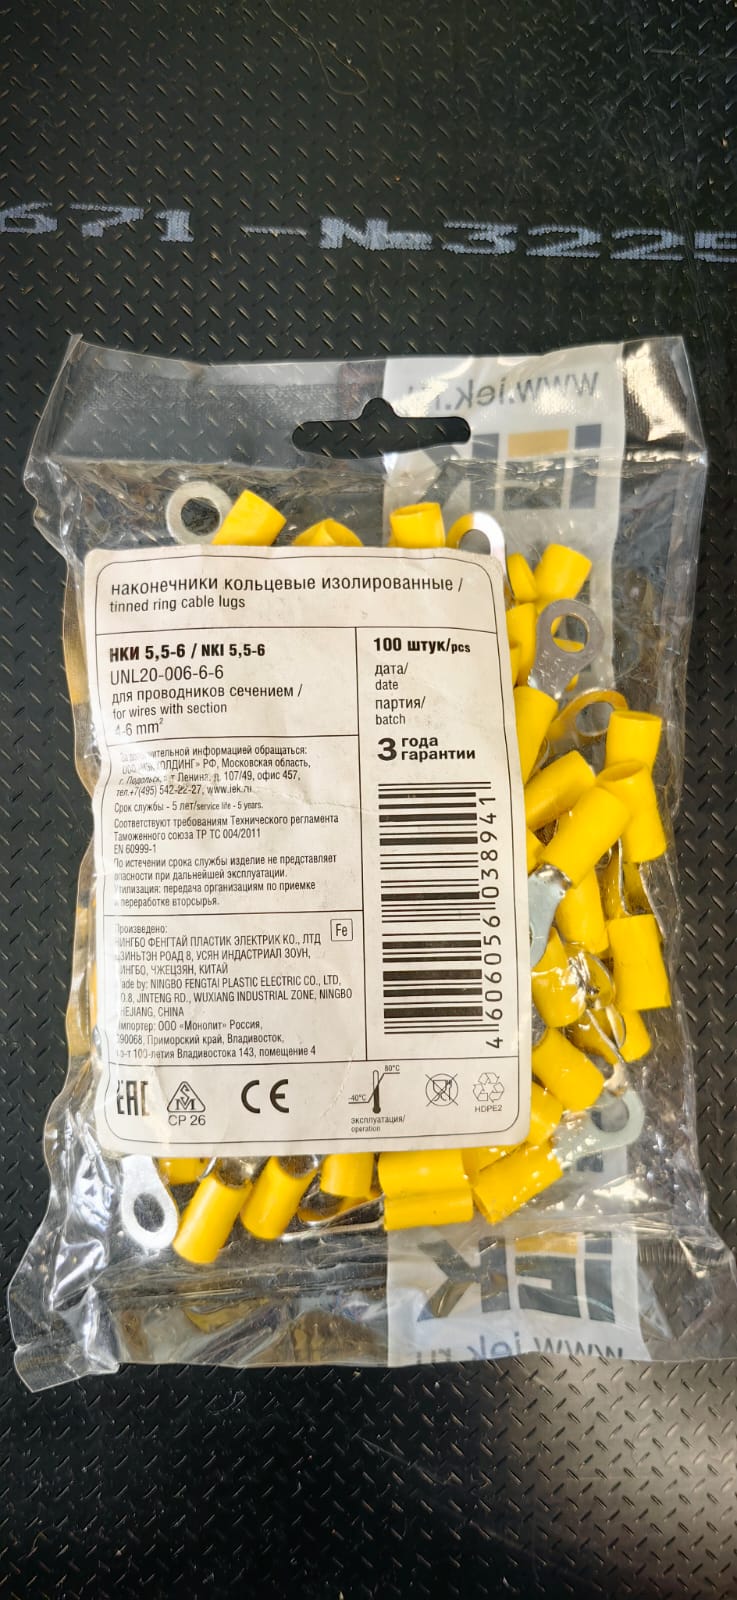 671 - №3225
www.iek.ru
наконечники кольцевые изолированные /
tinned ring cable lugs
НКИ 5,5-6 / NKI 5,5-6
UNL20-006-6-6
для проводников сечением /
for wires with section
4-6 mm²
100 штук/pcs
дата/
date
партия/
batch
3 года
гарантии
информацией обращаться:
РФ, Московская область,
г. Подольск, Ленина, д. 107/49, офис 457,
тел.+7(495) 542-22-27, www.iek.ru
Срок службы - 5 лет/service life - 5 years.
Соответствуют требованиям Технического регламента
Таможенного союза ТР ТС 004/2011
EN 60999-1
По истечении срока службы изделие не представляет
опасности при дальнейшей эксплуатации.
Утилизация: передача организациям по приемке
и переработке вторсырья.
Произведено:
НИНГБО ФЕНГТАЙ ПЛАСТИК ЭЛЕКТРИК КО., ЛТД
РОАД 8, УСЯН ИНДАСТРИАЛ ЗОУН,
НИНГБО, ЧЖЕЦЗЯН, КИТАЙ
Made by: NINGBO FENGTAI PLASTIC ELECTRIC CO., LTD,
NO.8, JINTENG RD., WUXIANG INDUSTRIAL ZONE, NINGBO
ZHEJIANG, CHINA
Импортер: ООО «Монолит» Россия,
690068, Приморский край, Владивосток,
пр-т 100-летия Владивостока 143, помещение 4
Fe
4 606056 038941
EAC
СР 26
CE
80°C
-40°C
эксплуатация/
operation
HDPE2
iEK
www.iek.ru